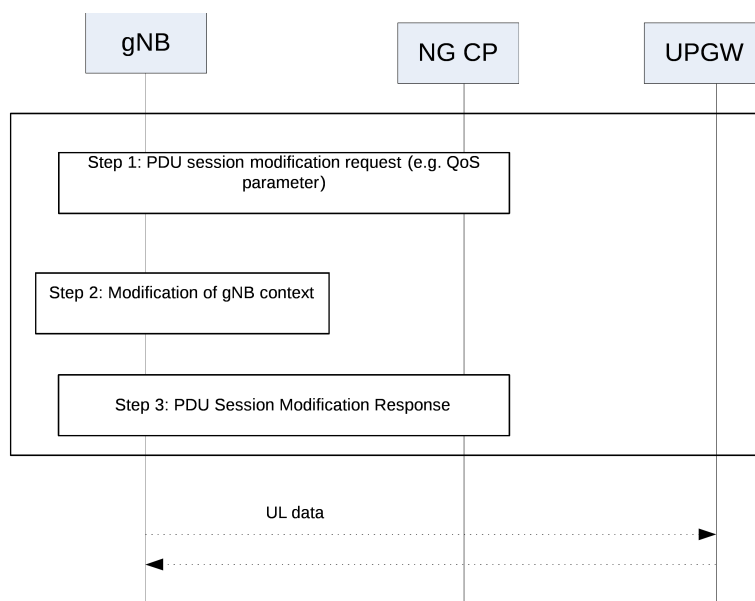 gNB
NG CP
UPGW
Step 1: PDU session modification request (e.g. QoS
parameter)
Step 2: Modification of gNB context
Step 3: PDU Session Modification Response
UL data